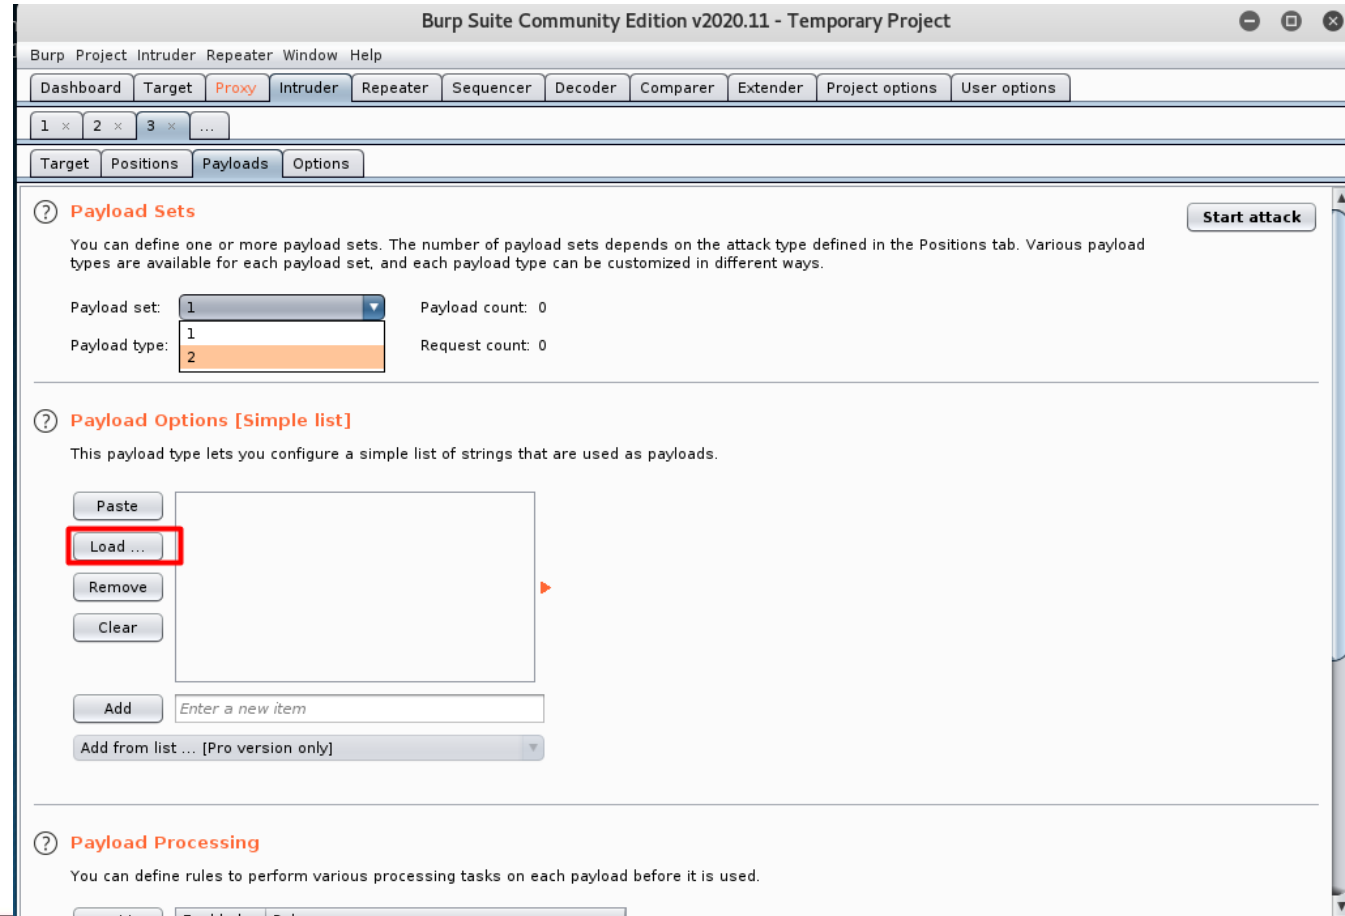 Burp Suite Community Edition v2020.11 - Temporary Project
Burp Project Intruder Repeater Window Help
Dashboard Target Proxy Intruder Repeater Sequencer Decoder Comparer Extender Project options User options
1 × 2 × 3 × ...
Target Positions Payloads Options
? Payload Sets
Start attack
You can define one or more payload sets. The number of payload sets depends on the attack type defined in the Positions tab. Various payload
types are available for each payload set, and each payload type can be customized in different ways.
Payload set: 1 Payload count: 0
1
Payload type: Request count: 0
2
? Payload Options [Simple list]
This payload type lets you configure a simple list of strings that are used as payloads.
Paste
Load ...
Remove
Clear
Add Enter a new item
Add from list ... [Pro version only]
? Payload Processing
You can define rules to perform various processing tasks on each payload before it is used.